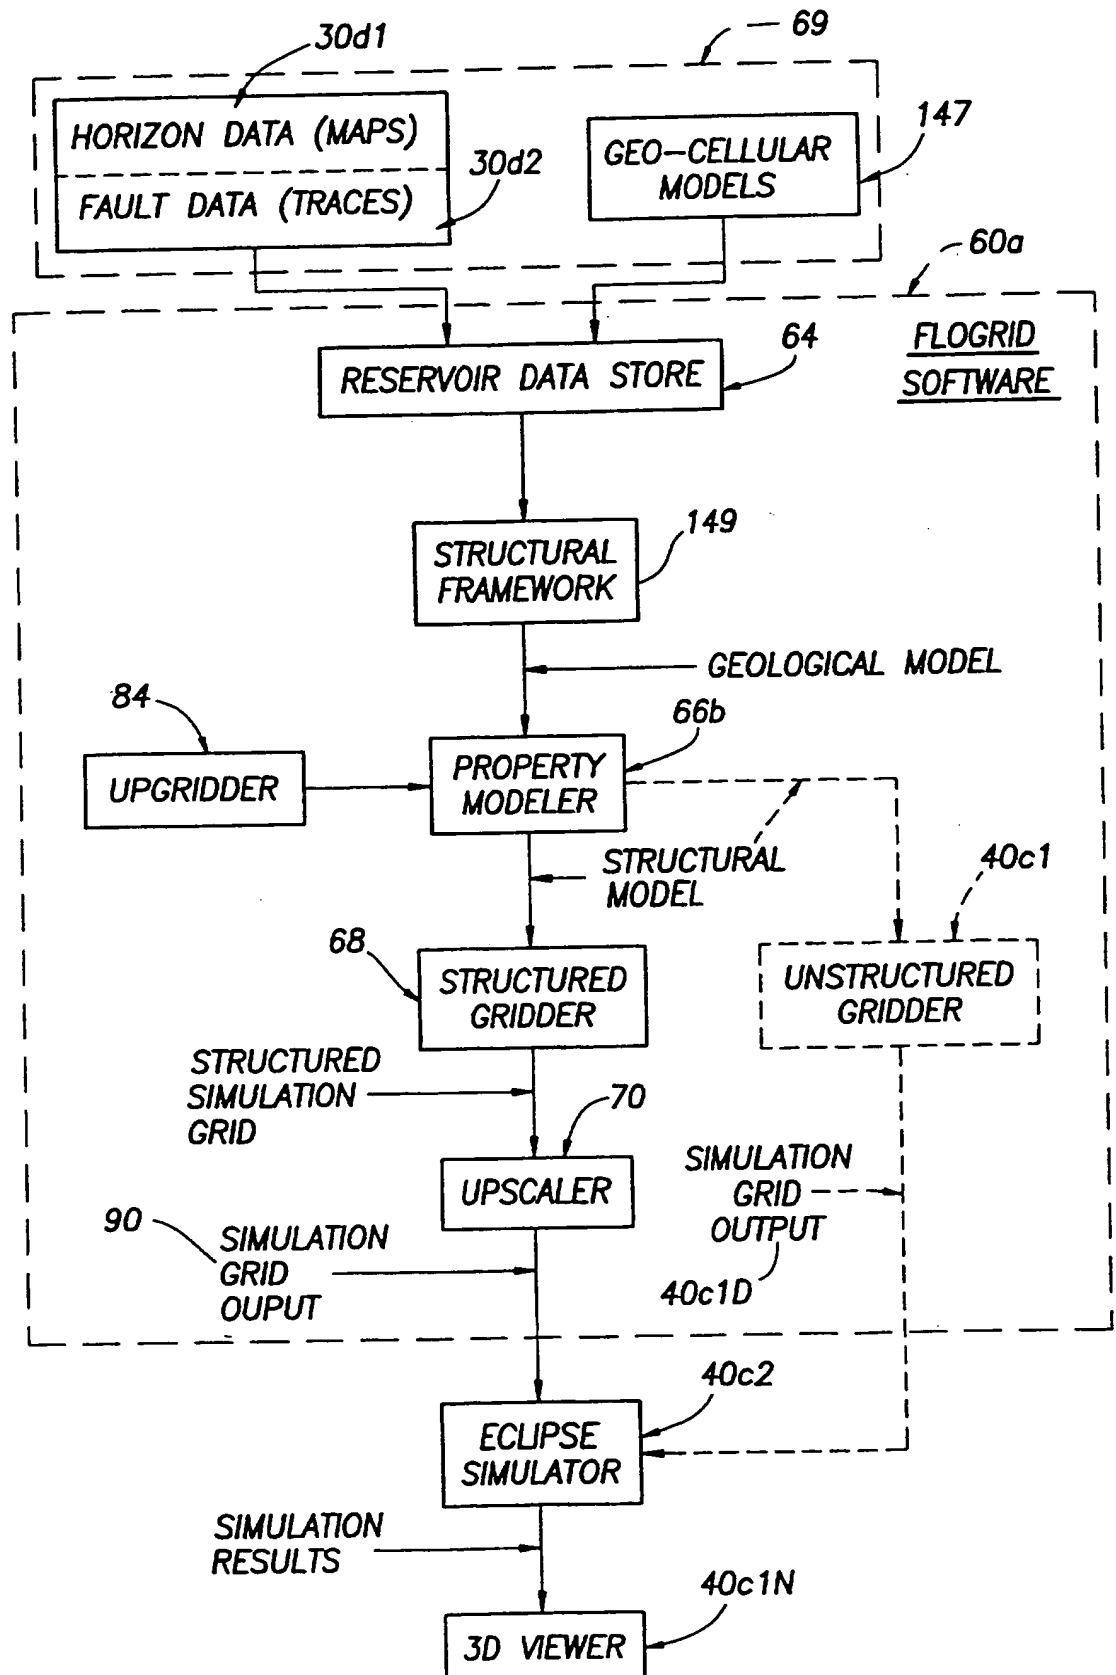 30d1
69
HORIZON DATA (MAPS)
30d2
FAULT DATA (TRACES)
GEO-CELLULAR
MODELS
147
60a
FLOGRID
SOFTWARE
64
RESERVOIR DATA STORE
149
STRUCTURAL
FRAMEWORK
GEOLOGICAL MODEL
84
UPGRIDDER
66b
PROPERTY
MODELER
STRUCTURAL
MODEL
40c1
68
STRUCTURED
GRIDDER
UNSTRUCTURED
GRIDDER
STRUCTURED
SIMULATION
GRID
70
UPSCALER
SIMULATION
GRID
OUTPUT
40c1D
90
SIMULATION
GRID
OUPUT
40c2
ECLIPSE
SIMULATOR
SIMULATION
RESULTS
40c1N
3D VIEWER